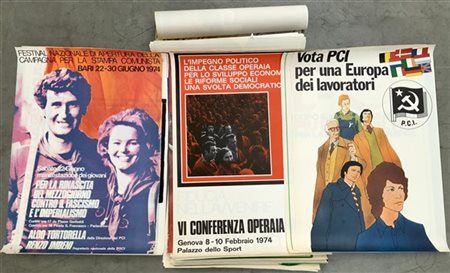 FESTIVAL NAZIONALE DI APERTURA DELLA
CAMPAGNA PER LA STAMPA COMUNISTA
BARI 22-30 GIUGNO 1974
manifestazione dei giovani
PER LA RINASCITA
DEL MEZZOGIORNO
CONTRO IL FASCISMO
E L'IMPERIALISMO
ALDO TORTORELLA
RENZO IMBENI
L'IMPEGNO POLITICO
DELLA CLASSE OPERAIA
PER LO SVILUPPO ECONOM
LE RIFORME SOCIALI
UNA SVOLTA DEMOCRATIC
VI CONFERENZA OPERAIA
Genova 8-10 Febbraio 1974
Palazzo dello Sport
Vota PCI
per una Europa
dei lavoratori
P.C.I.